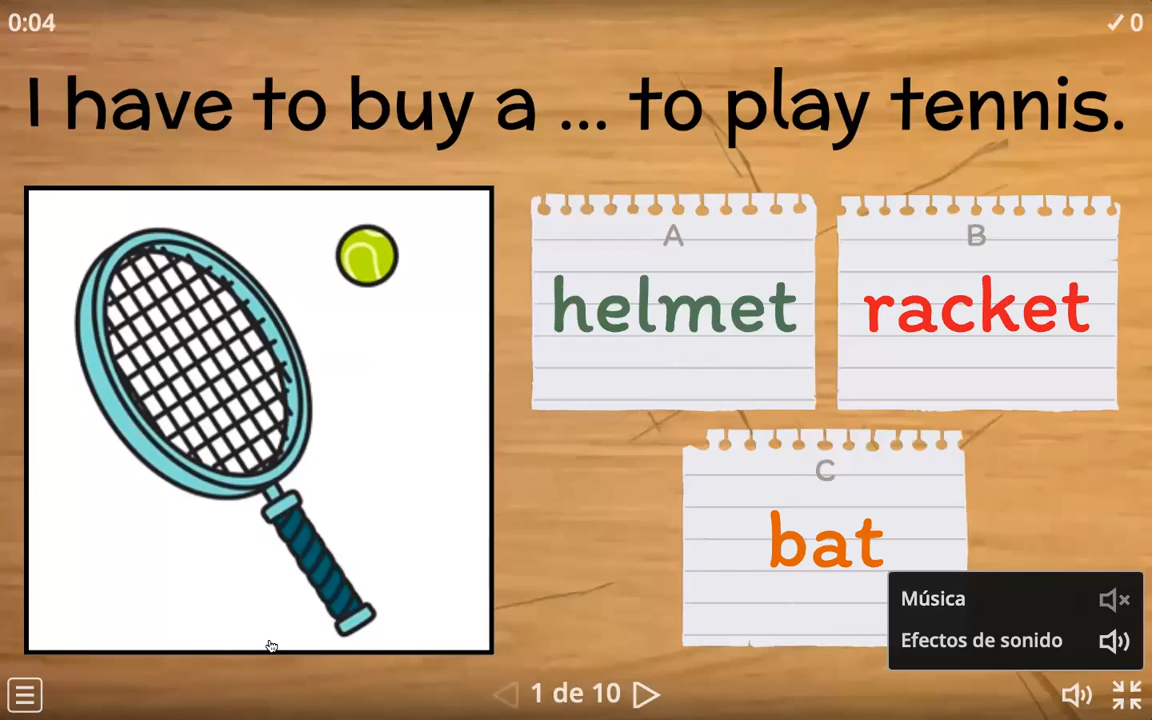 0:04
✓ 0
I have to buy a ... to play tennis.
A
helmet
B
racket
C
bat
Música
Efectos de sonido
1 de 10